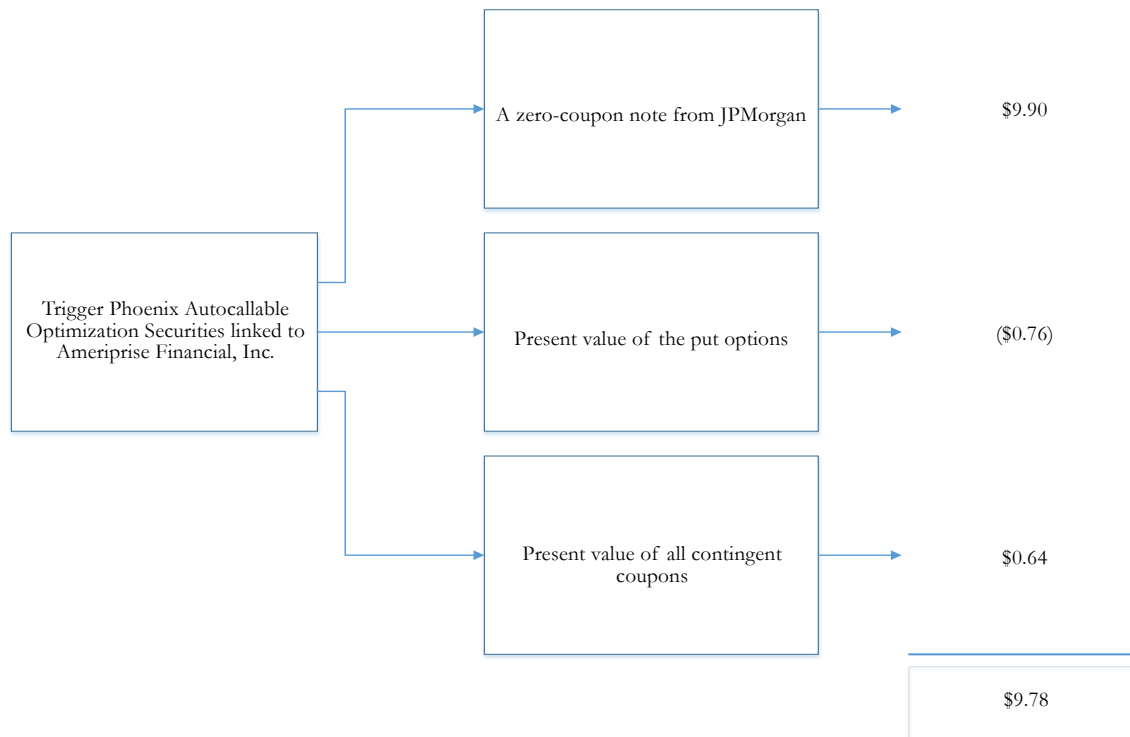 A zero-coupon note from JPMorgan
$9.90
Trigger Phoenix Autocallable
Optimization Securities linked to
Ameriprise Financial, Inc.
Present value of the put options
($0.76)
Present value of all contingent
coupons
$0.64
$9.78